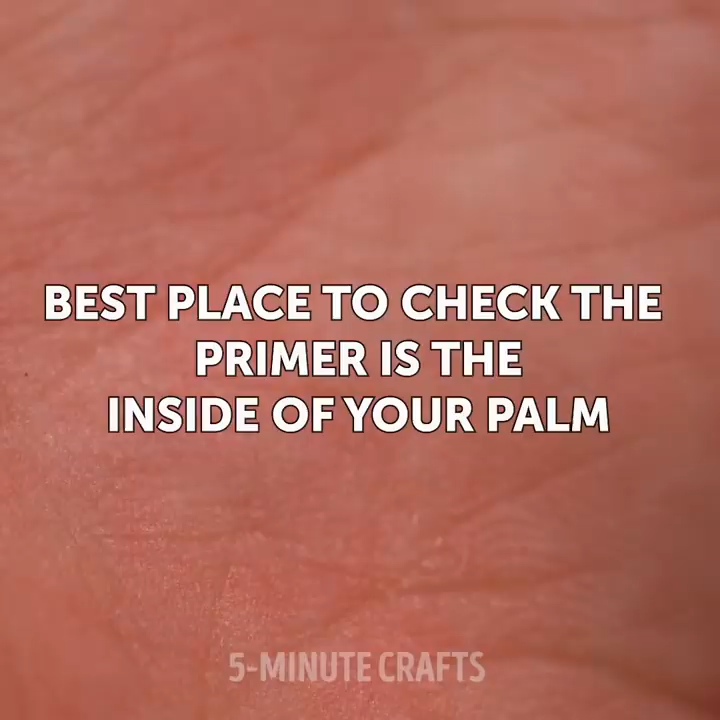 BEST PLACE TO CHECK THE
PRIMER IS THE
INSIDE OF YOUR PALM
5-MINUTE CRAFTS